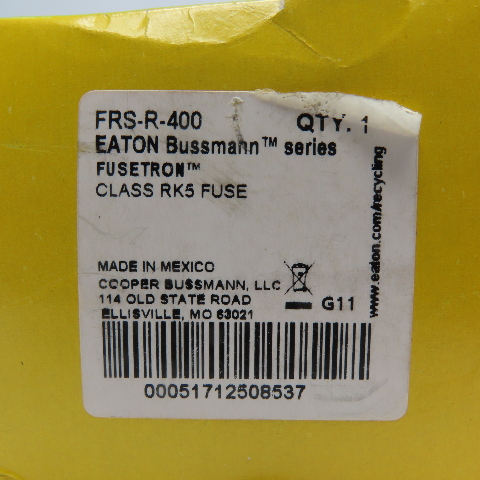 FRS-R-400 QTY. 1
EATON Bussmann™ series
FUSETRON™
CLASS RK5 FUSE
www.eaton.com/recycling
MADE IN MEXICO
COOPER BUSSMANN, LLC
114 OLD STATE ROAD
ELLISVILLE, MO 63021
G11
00051712508537